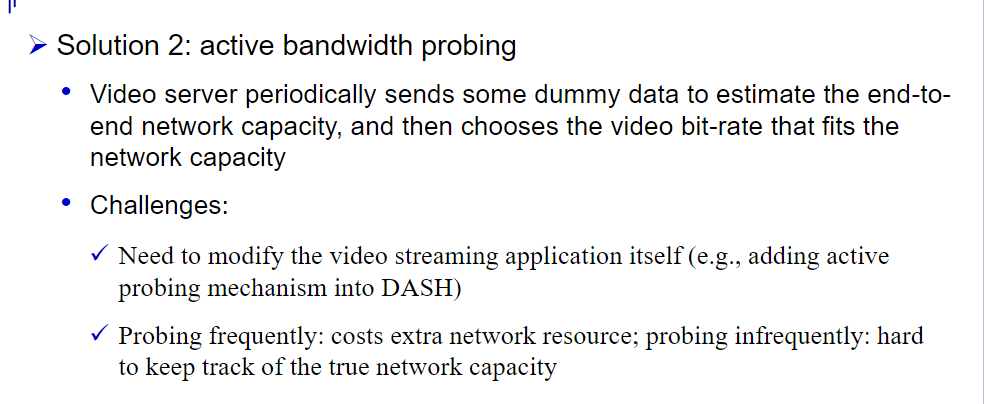 Solution 2: active bandwidth probing
Video server periodically sends some dummy data to estimate the end-to-
end network capacity, and then chooses the video bit-rate that fits the
network capacity
Challenges:
Need to modify the video streaming application itself (e.g., adding active
probing mechanism into DASH)
Probing frequently: costs extra network resource; probing infrequently: hard
to keep track of the true network capacity